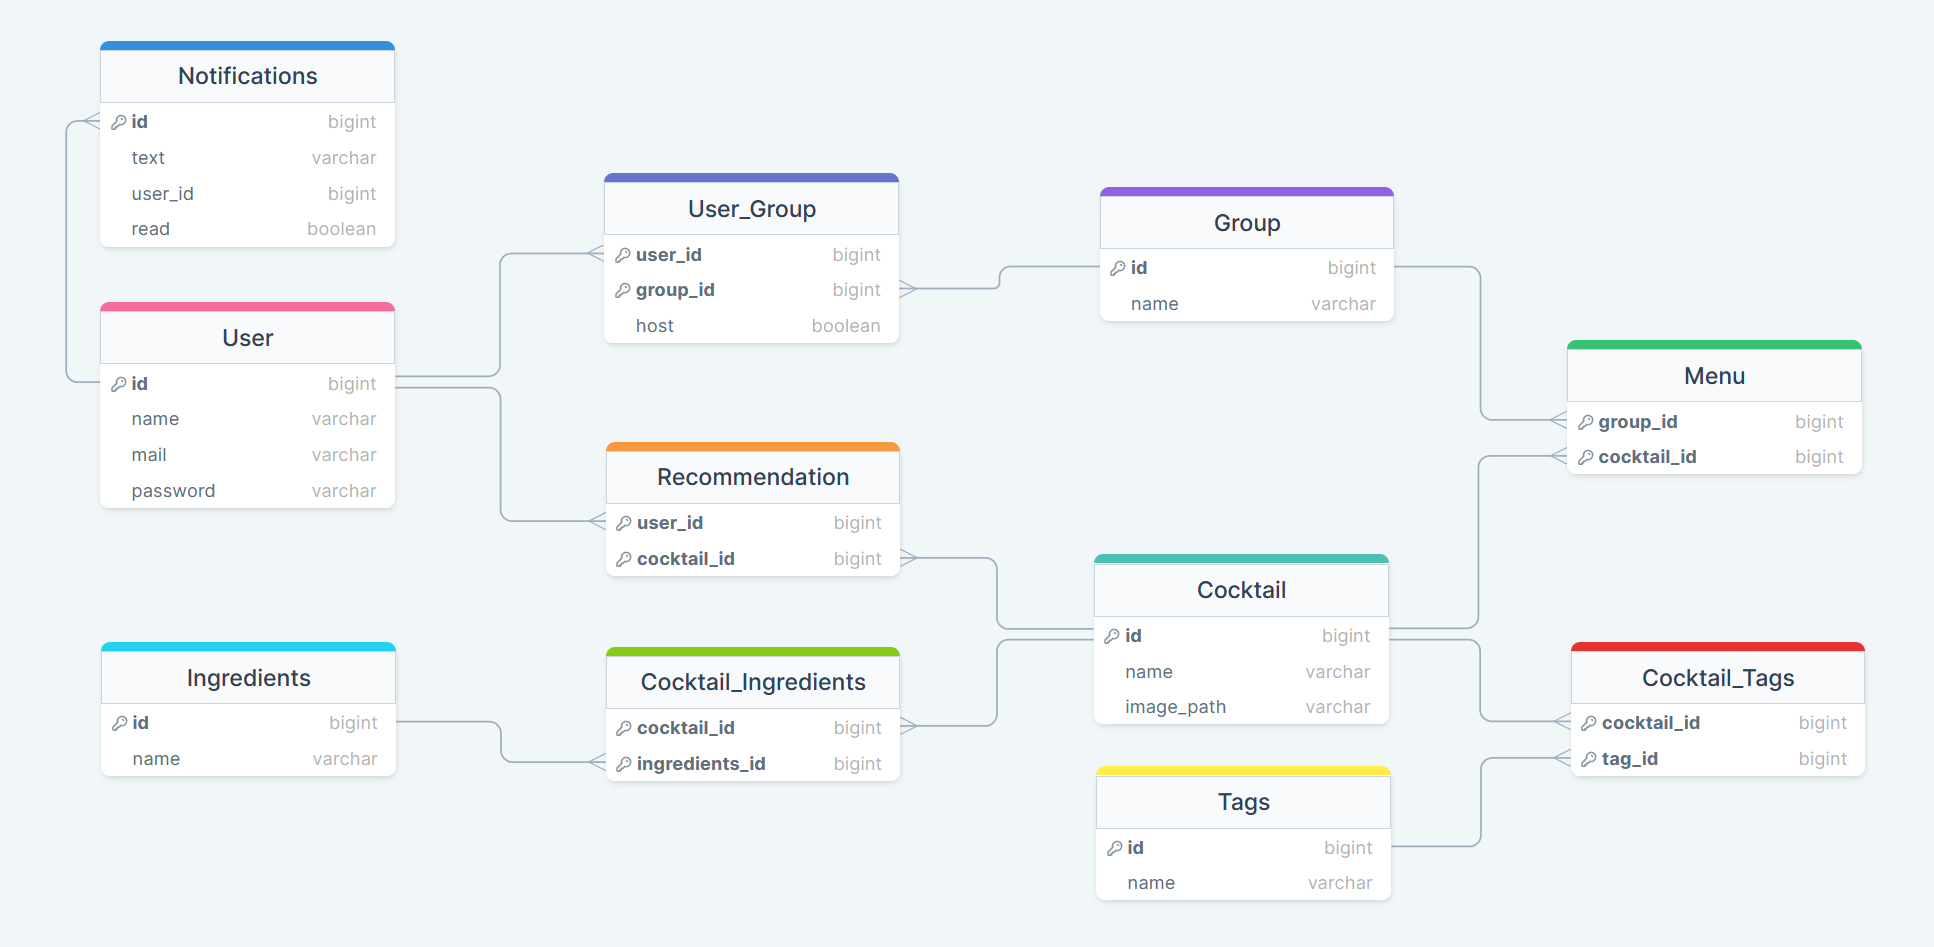 Notifications
id bigint
text varchar
user_id bigint
read boolean
User
id bigint
name varchar
mail varchar
password varchar
Ingredients
id bigint
name varchar
User_Group
user_id bigint
group_id bigint
host boolean
Recommendation
user_id bigint
cocktail_id bigint
Cocktail_Ingredients
cocktail_id bigint
ingredients_id bigint
Group
id bigint
name varchar
Cocktail
id bigint
name varchar
image_path varchar
Tags
id bigint
name varchar
Menu
group_id bigint
cocktail_id bigint
Cocktail_Tags
cocktail_id bigint
tag_id bigint